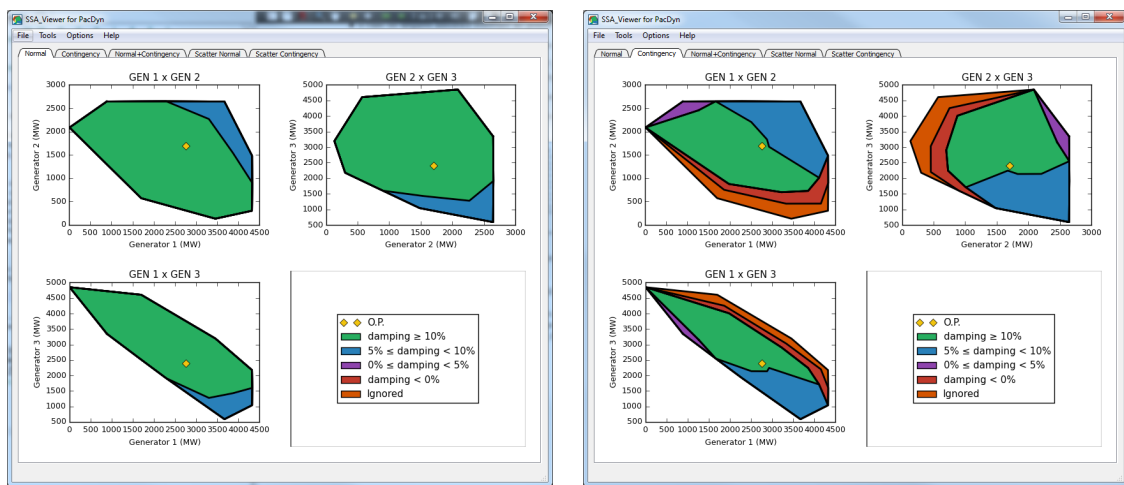 SSA_Viewer for PacDyn
File Tools Options Help
Normal Contingency Normal+Contingency Scatter Normal Scatter Contingency
GEN 1 x GEN 2
3000
2500
2000
1500
1000
500
0
Generator 2 (MW)
0 500 1000 1500 2000 2500 3000 3500 4000 4500
Generator 1 (MW)
GEN 2 x GEN 3
5000
4500
4000
3500
3000
2500
2000
1500
1000
500
Generator 3 (MW)
0 500 1000 1500 2000 2500 3000
Generator 2 (MW)
GEN 1 x GEN 3
5000
4500
4000
3500
3000
2500
2000
1500
1000
500
Generator 3 (MW)
0 500 1000 1500 2000 2500 3000 3500 4000 4500
Generator 1 (MW)
O.P.
damping ≥ 10%
5% ≤ damping < 10%
0% ≤ damping < 5%
damping < 0%
Ignored
SSA_Viewer for PacDyn
File Tools Options Help
Normal Contingency Normal+Contingency Scatter Normal Scatter Contingency
GEN 1 x GEN 2
3000
2500
2000
1500
1000
500
0
Generator 2 (MW)
0 500 1000 1500 2000 2500 3000 3500 4000 4500
Generator 1 (MW)
GEN 2 x GEN 3
5000
4500
4000
3500
3000
2500
2000
1500
1000
500
Generator 3 (MW)
0 500 1000 1500 2000 2500 3000
Generator 2 (MW)
GEN 1 x GEN 3
5000
4500
4000
3500
3000
2500
2000
1500
1000
500
Generator 3 (MW)
0 500 1000 1500 2000 2500 3000 3500 4000 4500
Generator 1 (MW)
O.P.
damping ≥ 10%
5% ≤ damping < 10%
0% ≤ damping < 5%
damping < 0%
Ignored